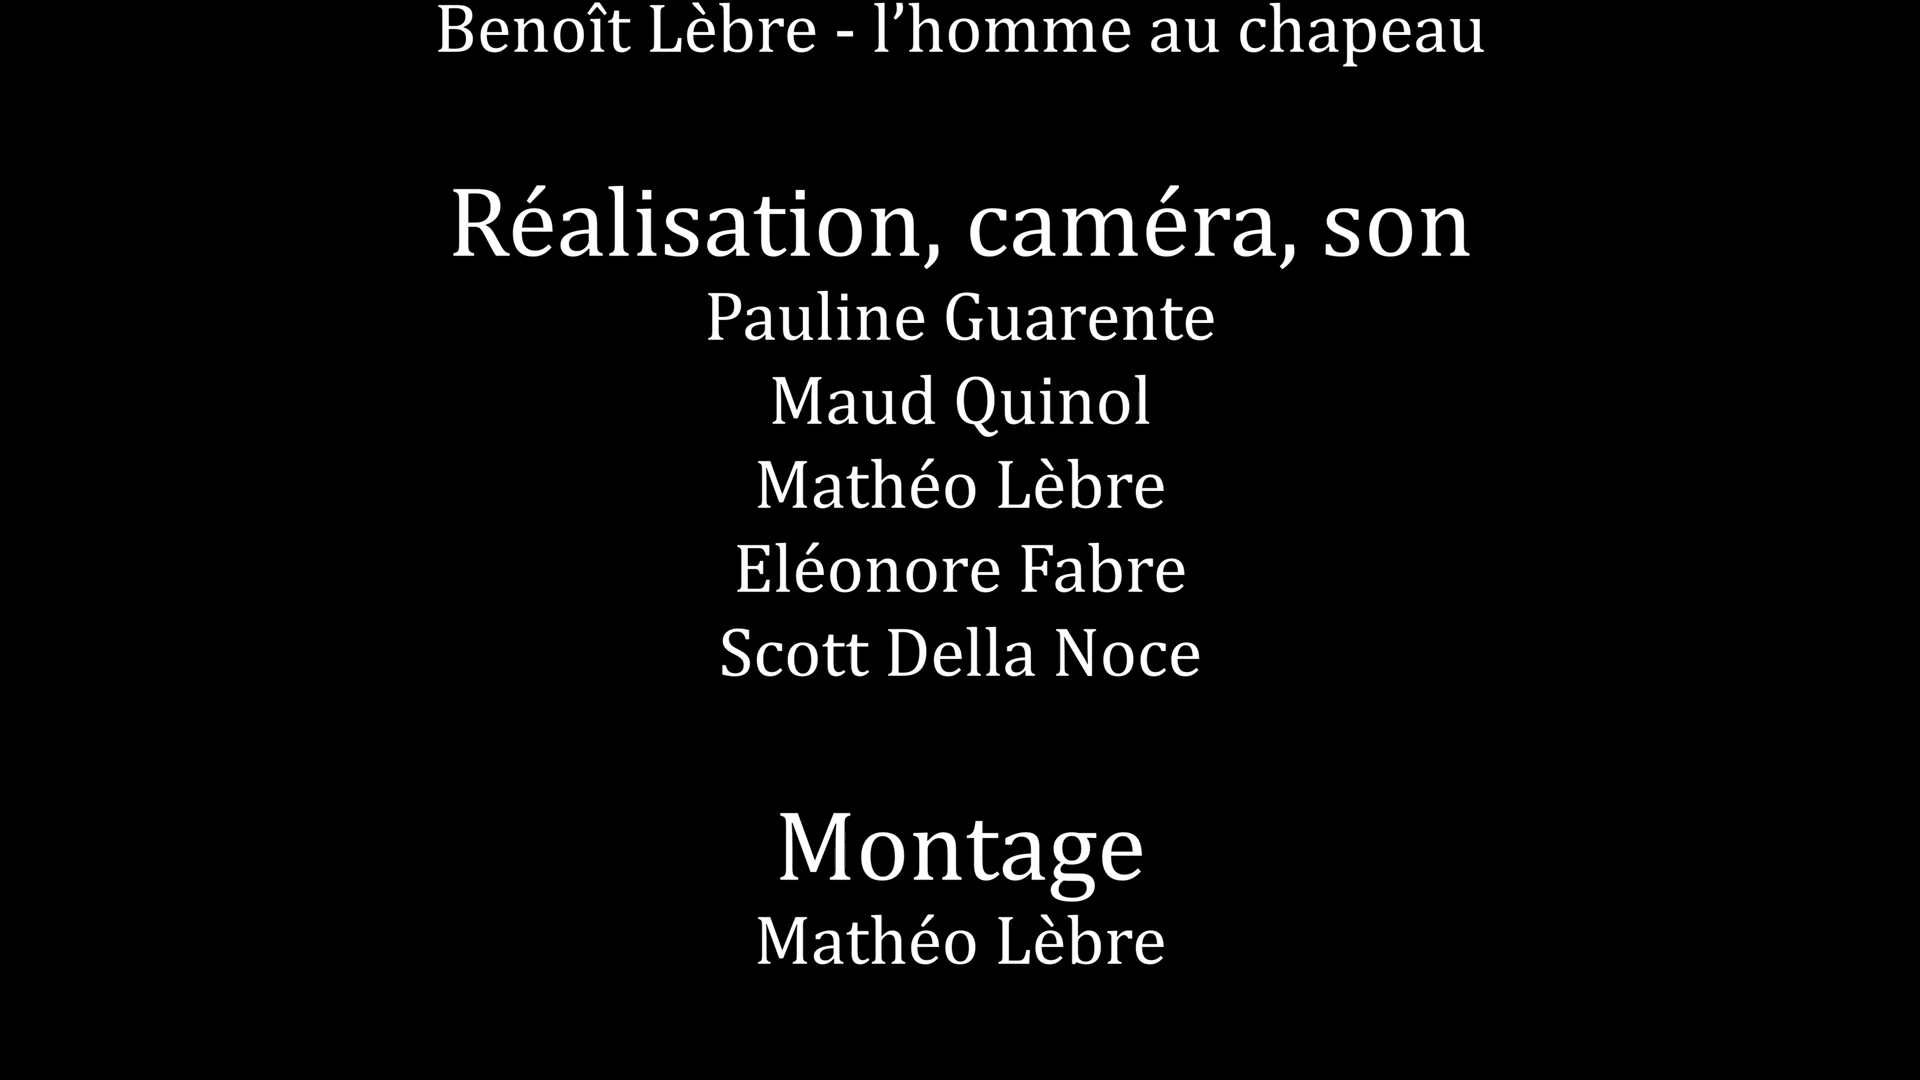 Benoît Lèbre - l’homme au chapeau
Réalisation, caméra, son
Pauline Guarente
Maud Quinol
Mathéo Lèbre
Eléonore Fabre
Scott Della Noce
Montage
Mathéo Lèbre